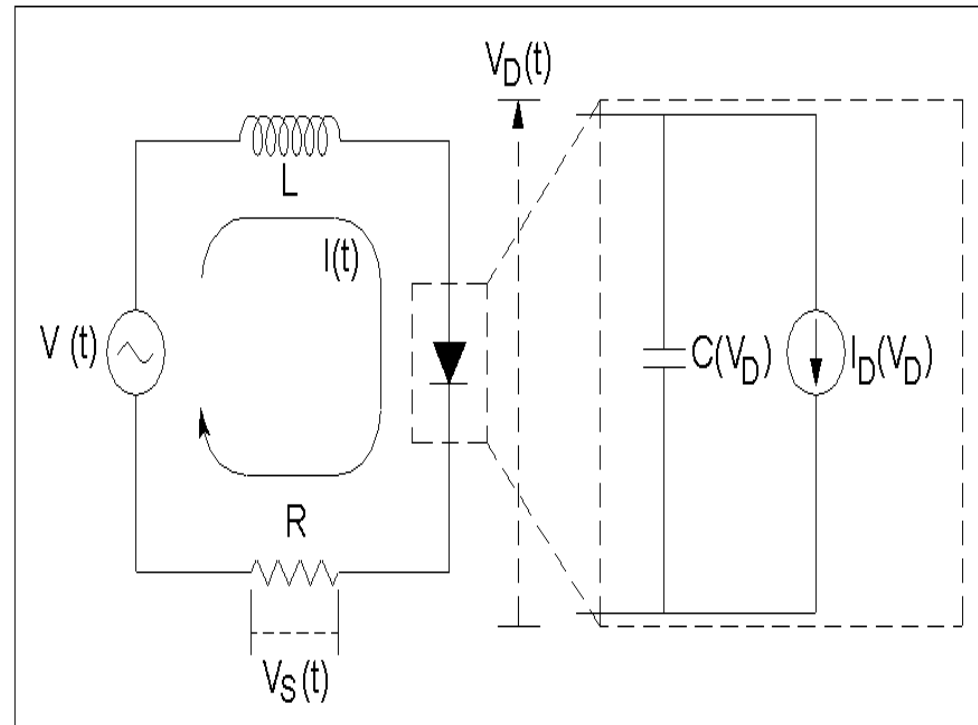 V_D(t)
L
I(t)
V (t)
C(V_D)
I_D(V_D)
R
V_S(t)